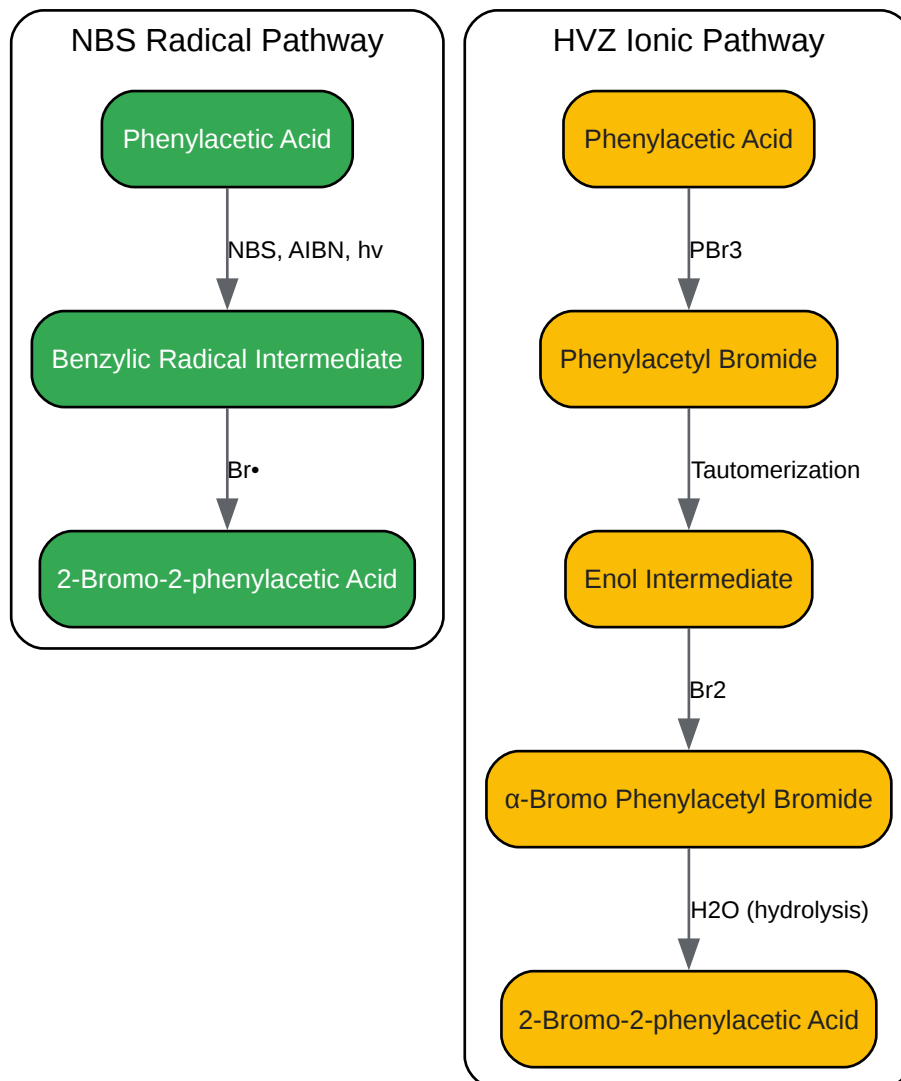 NBS Radical Pathway
Phenylacetic Acid
NBS, AIBN, hv
Benzylic Radical Intermediate
Br•
2-Bromo-2-phenylacetic Acid
HVZ Ionic Pathway
Phenylacetic Acid
PBr3
Phenylacetyl Bromide
Tautomerization
Enol Intermediate
Br2
α-Bromo Phenylacetyl Bromide
H2O (hydrolysis)
2-Bromo-2-phenylacetic Acid